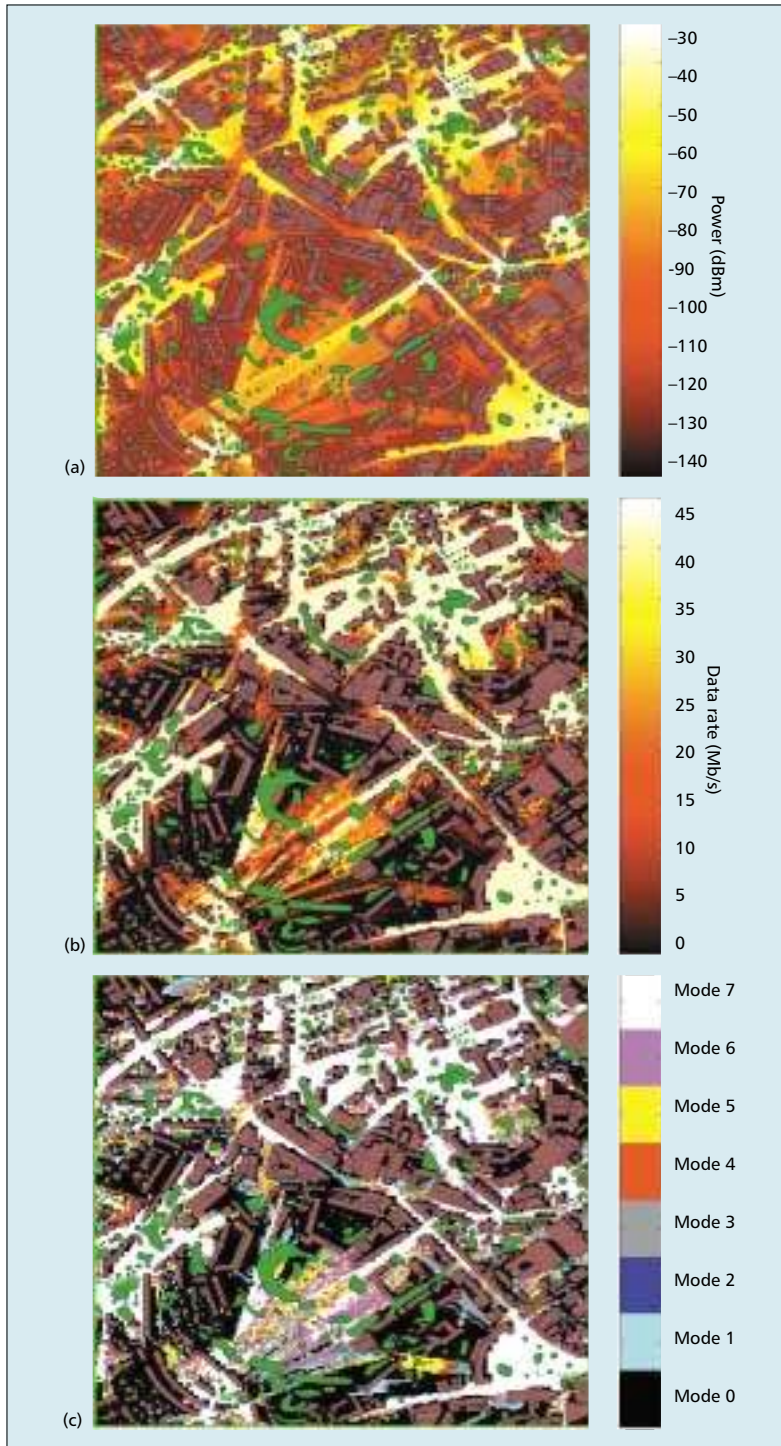 –30
–40
–50
–60
–70
–80
–90
–100
–110
–120
–130
–140
Power (dBm)
(a)
45
40
35
30
25
20
15
10
5
0
Data rate (Mb/s)
(b)
Mode 7
Mode 6
Mode 5
Mode 4
Mode 3
Mode 2
Mode 1
Mode 0
(c)